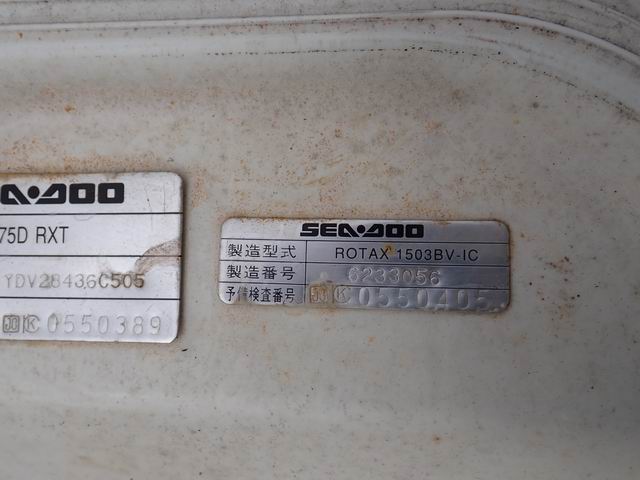 SEA-DOO
75D RXT
YDV28436C505
JCI 0550389
SEA-DOO
製造型式 ROTAX 1503BV-IC
製造番号 6233056
予備検査番号 0550405